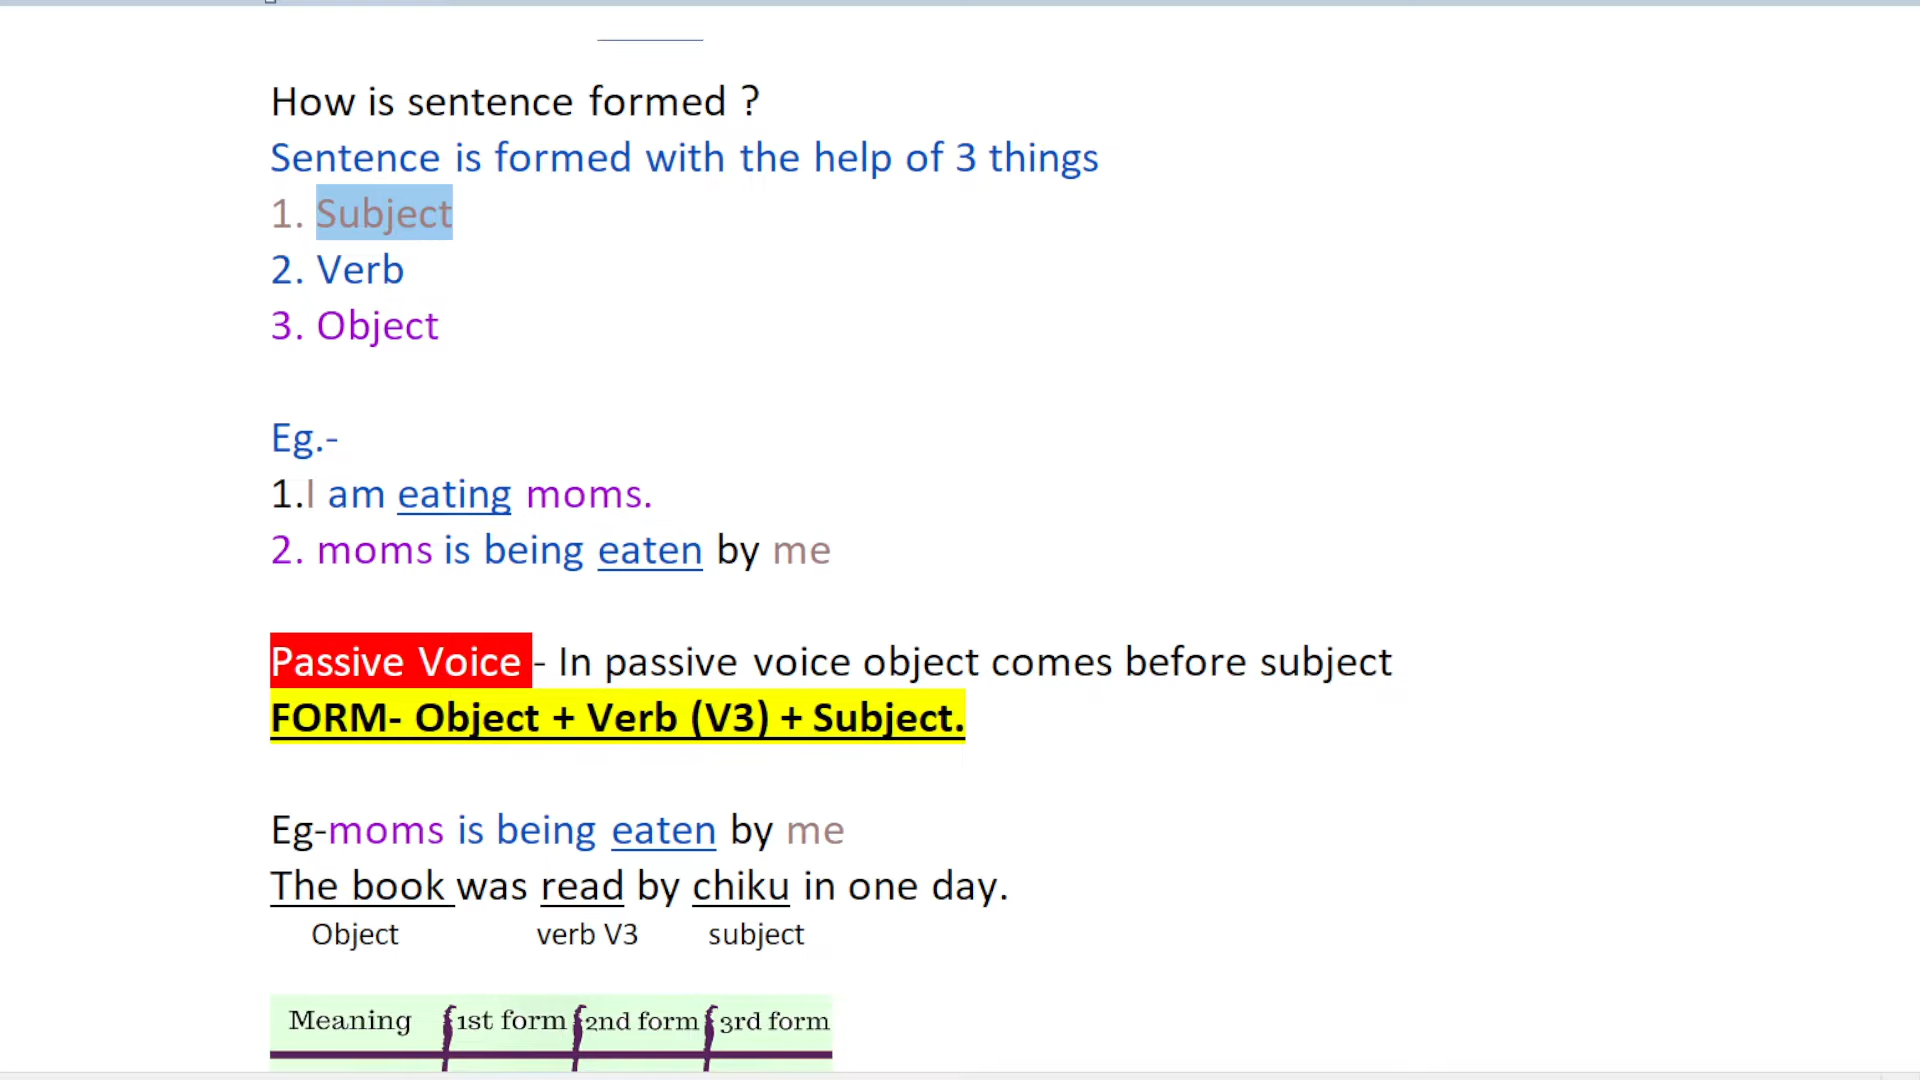 How is sentence formed ?
Sentence is formed with the help of 3 things
1. Subject
2. Verb
3. Object
Eg.-
1.I am eating moms.
2. moms is being eaten by me
Passive Voice - In passive voice object comes before subject
FORM- Object + Verb (V3) + Subject.
Eg-moms is being eaten by me
The book was read by chiku in one day.
Object verb V3 subject
Meaning 1st form 2nd form 3rd form